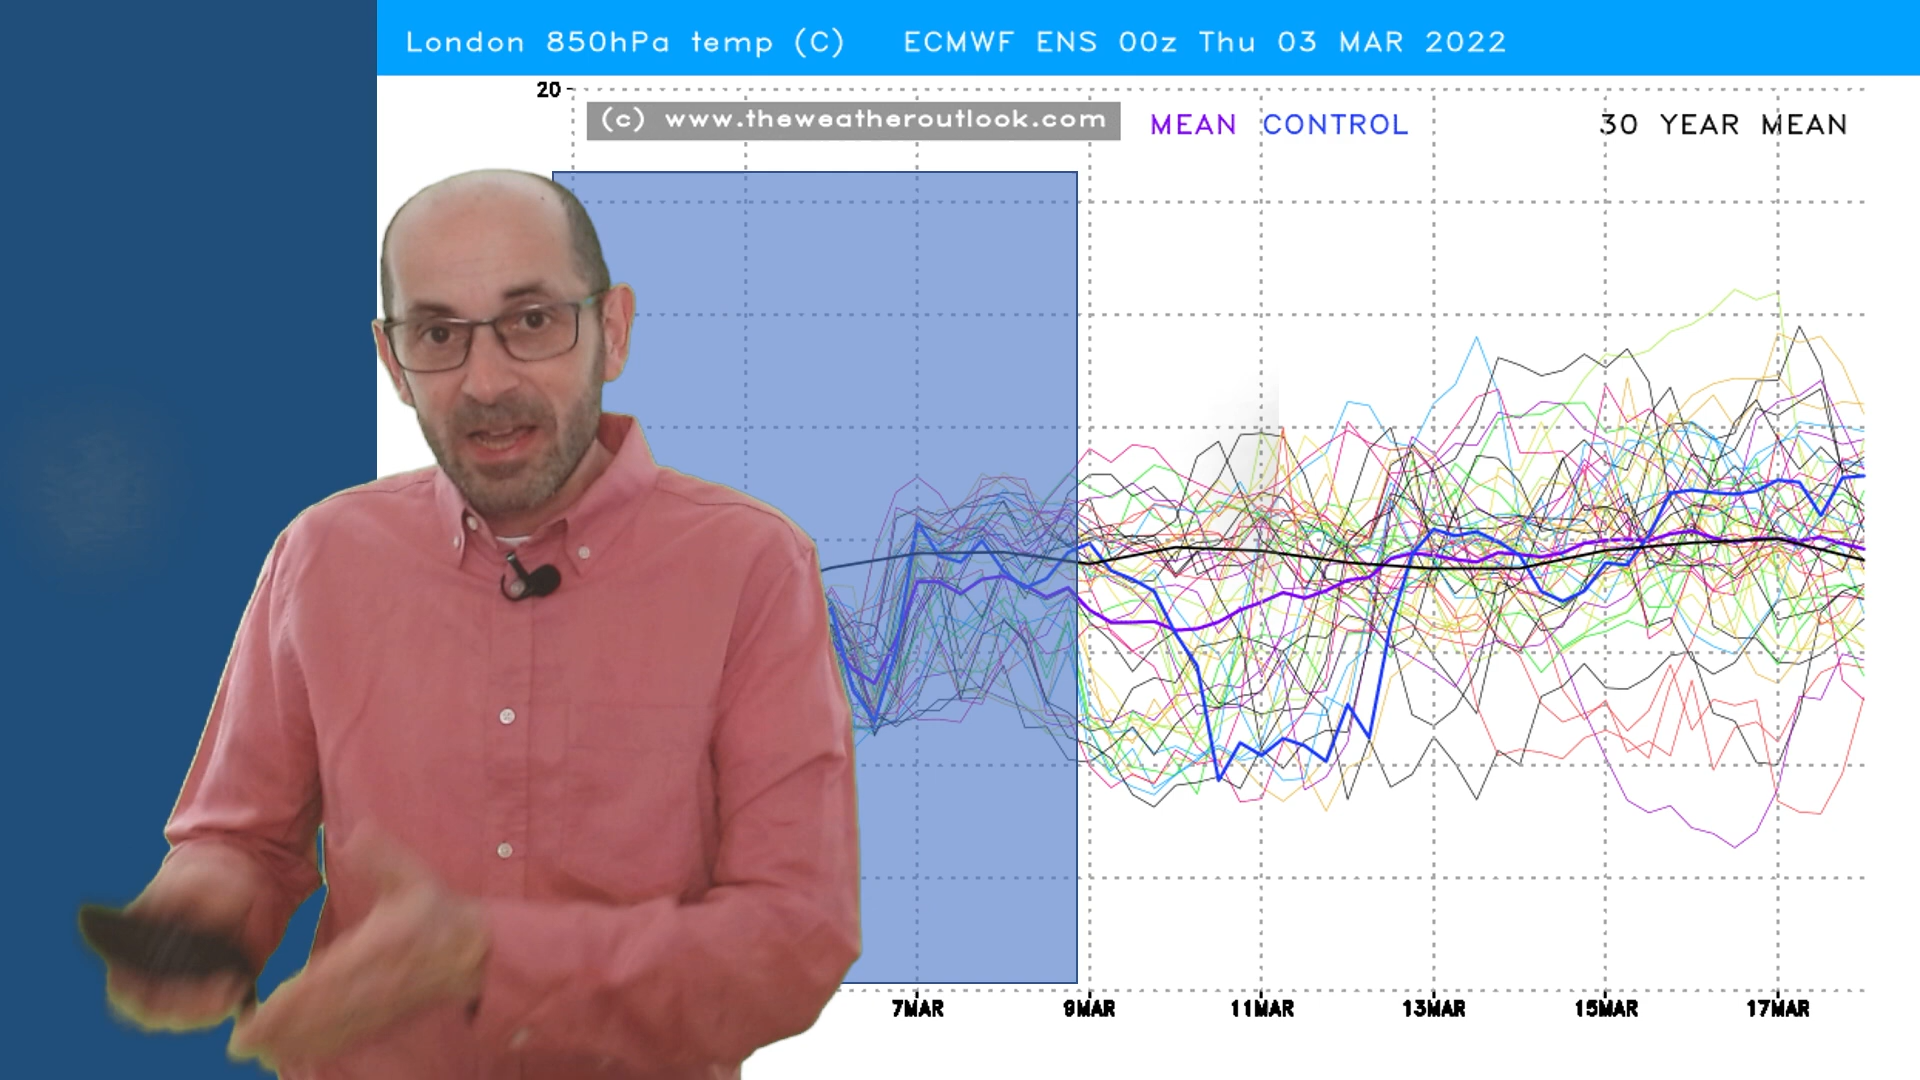 London 850hPa temp (C) ECMWF ENS 00z Thu 03 MAR 2022
20
(c) www.theweatheroutlook.com
MEAN CONTROL
30 YEAR MEAN
7MAR 9MAR 11MAR 13MAR 15MAR 17MAR